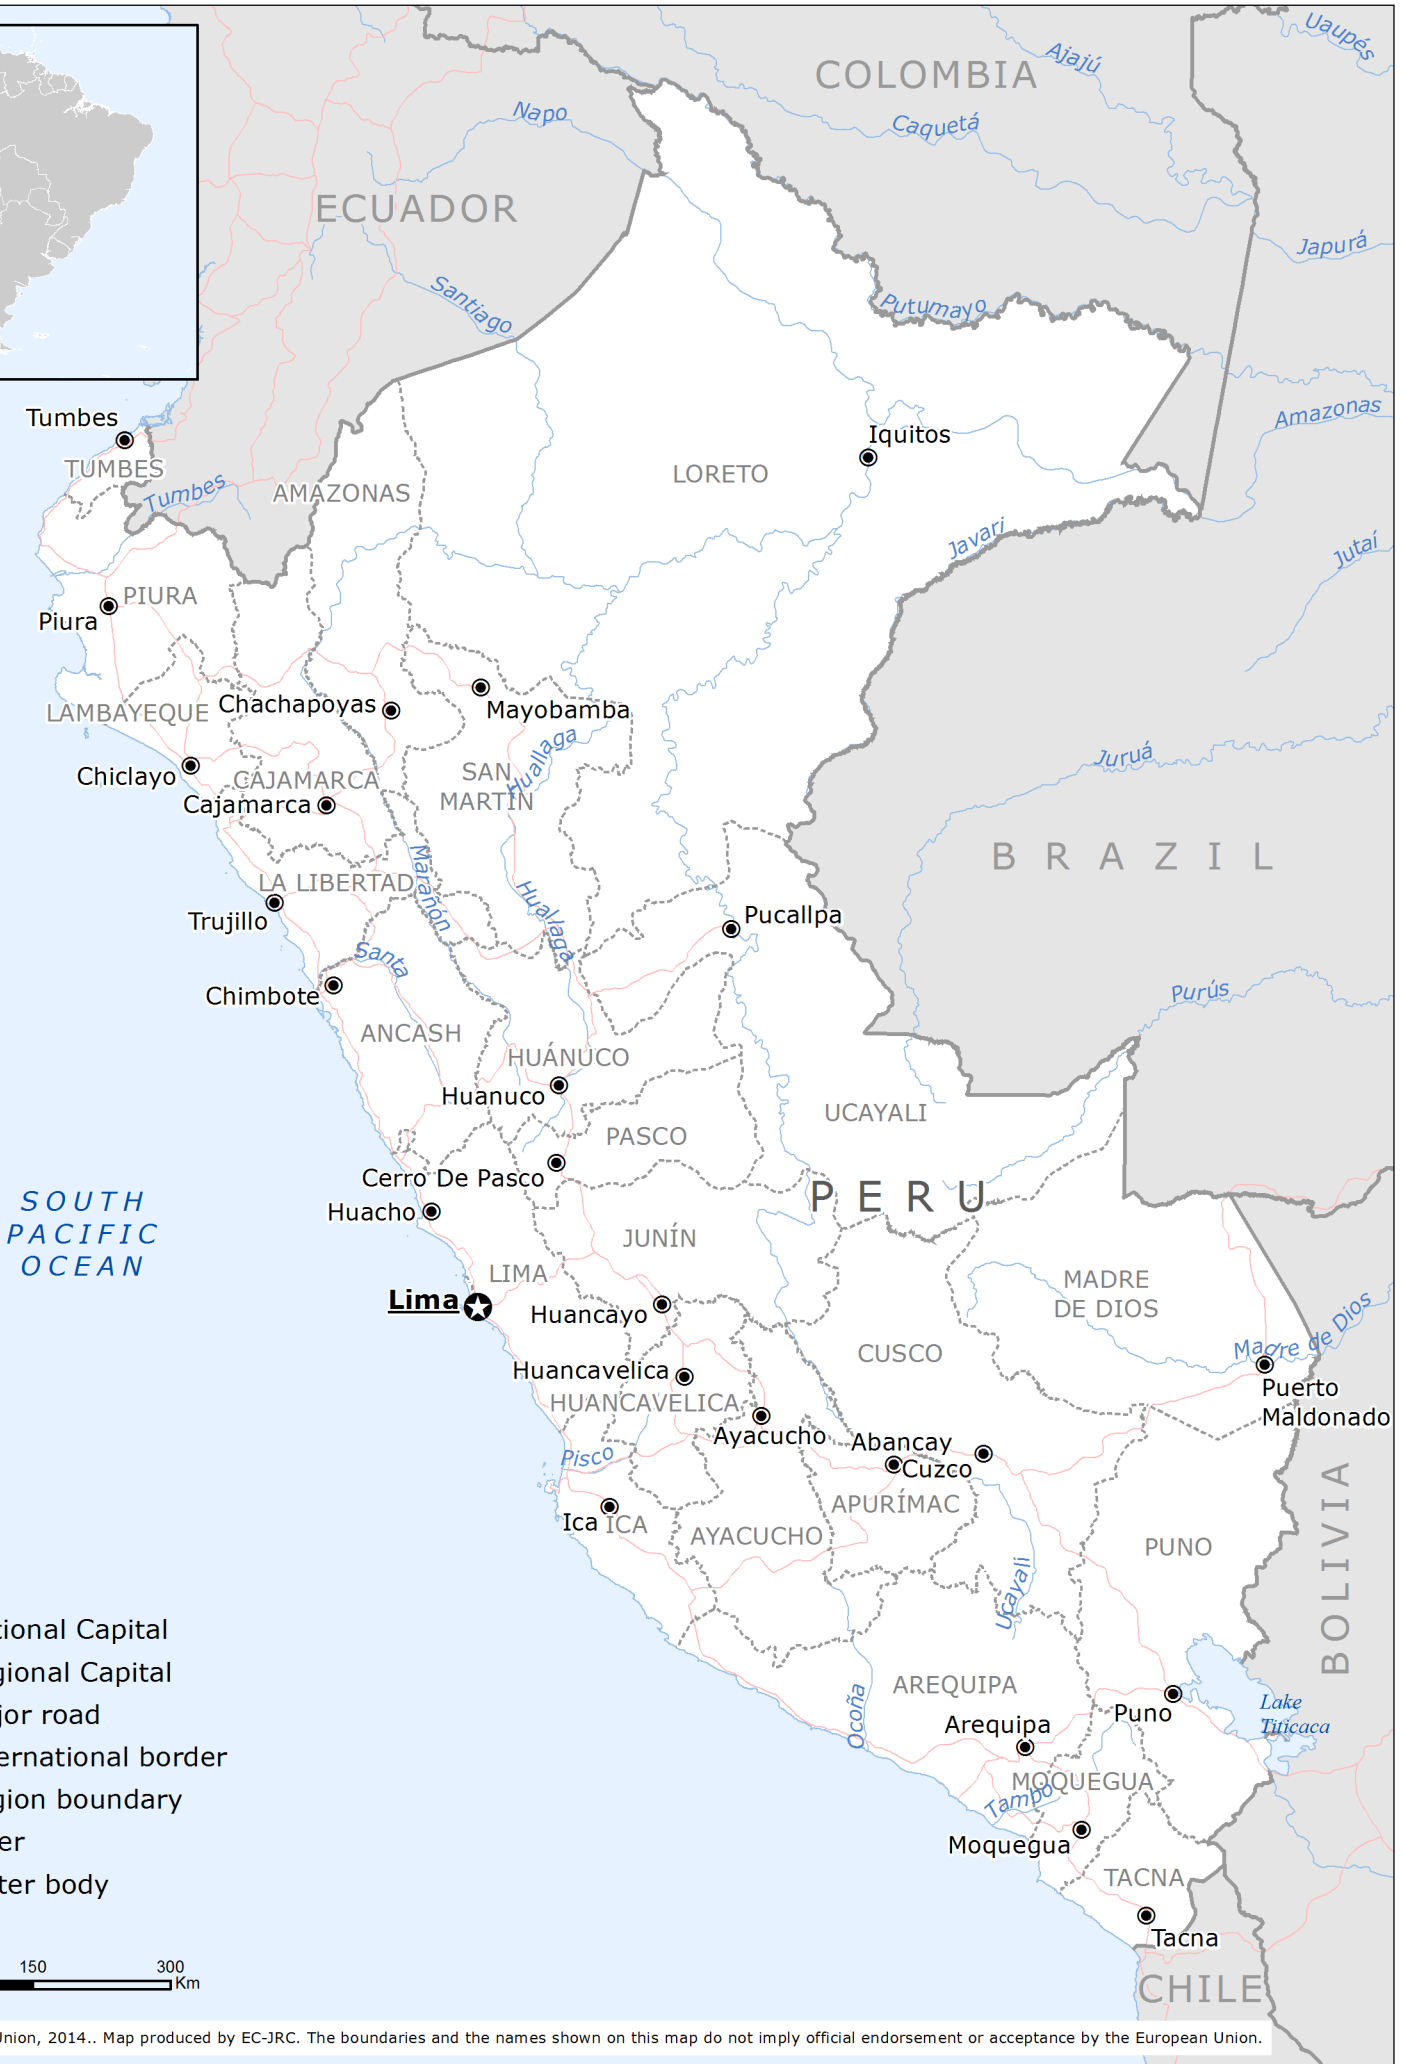 Uaupés
Ajajú
COLOMBIA
Napo
Caquetá
ECUADOR
Japurá
Santiago
Putumayo
Amazonas
Tumbes
Iquitos
TUMBES
LORETO
Tumbes
AMAZONAS
Javari
Jutaí
PIURA
Piura
Chachapoyas
LAMBAYEQUE
Mayobamba
Huallaga
Juruá
Chiclayo
CAJAMARCA
SAN
MARTÍN
Cajamarca
BRAZIL
Marañón
LA LIBERTAD
Huallaga
Trujillo
Pucallpa
Santa
Chimbote
Purús
ANCASH
HUÁNUCO
Huanuco
UCAYALI
PASCO
Cerro De Pasco
PERU
SOUTH
PACIFIC
OCEAN
Huacho
JUNÍN
LIMA
MADRE
DE DIOS
Lima
Huancayo
Madre de Dios
CUSCO
Huancavelica
Puerto
Maldonado
HUANCAVELICA
Ayacucho
Abancay
Pisco
Cuzco
APURÍMAC
Ica
ICA
AYACUCHO
PUNO
BOLIVIA
Ucayali
tional Capital
gional Capital
AREQUIPA
Ocoña
Lake
Titicaca
jor road
Puno
Arequipa
ernational border
MOQUEGUA
gion boundary
Tambo
er
Moquegua
ter body
TACNA
Tacna
150
300
Km
CHILE
Union, 2014.. Map produced by EC-JRC. The boundaries and the names shown on this map do not imply official endorsement or acceptance by the European Union.